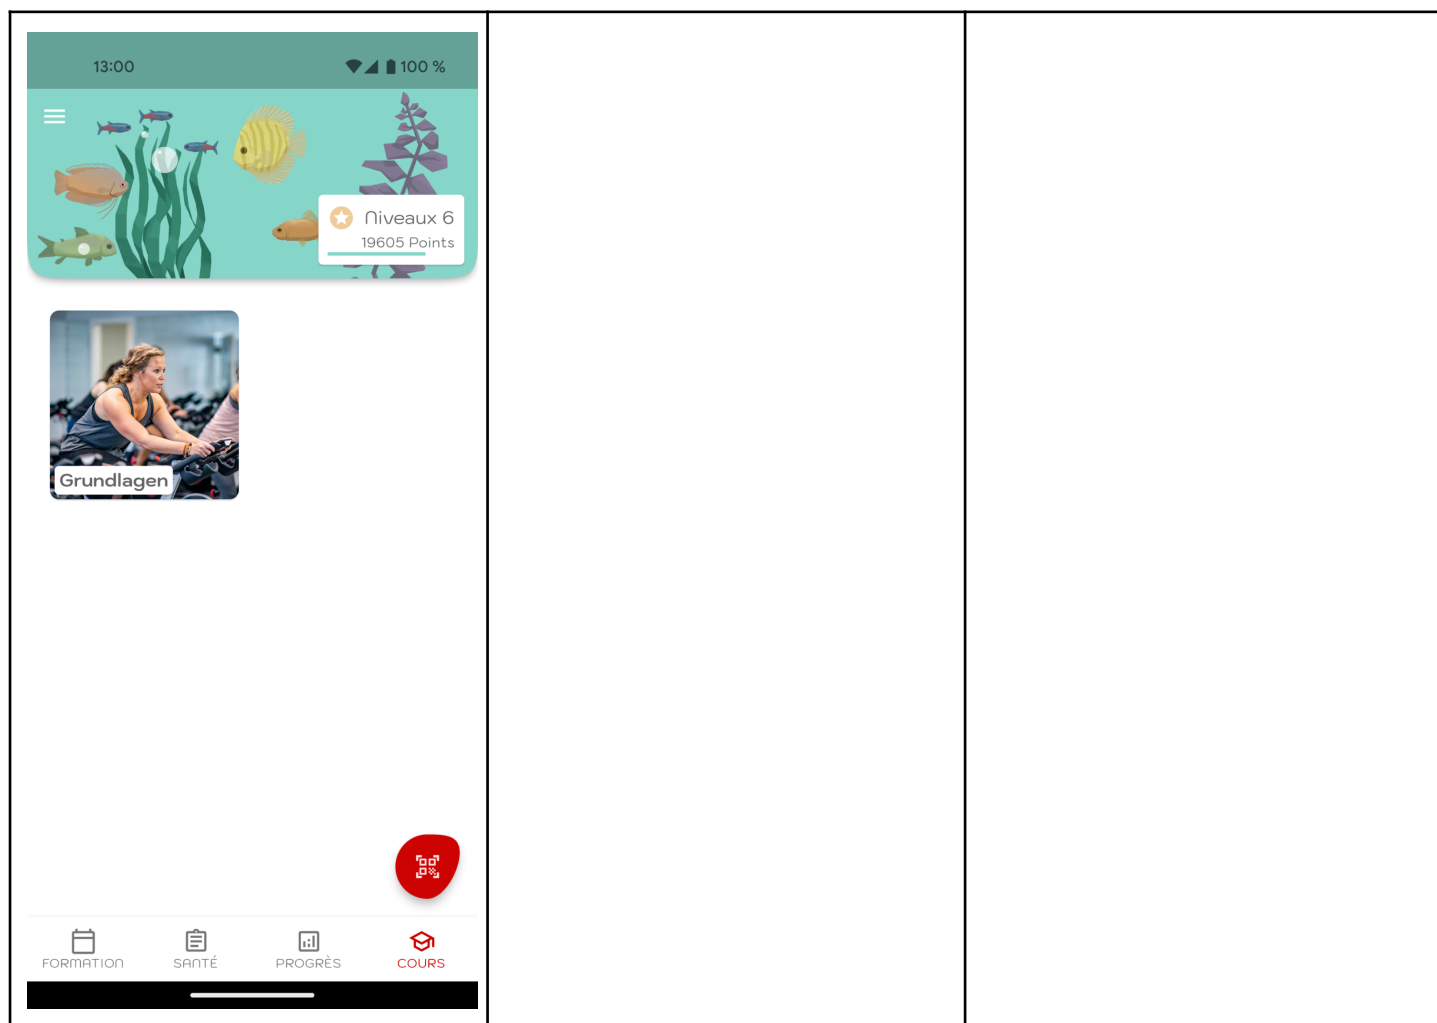 13:00 100 %
Niveaux 6
19605 Points
Grundlagen
FORMATION SANTÉ PROGRÈS COURS